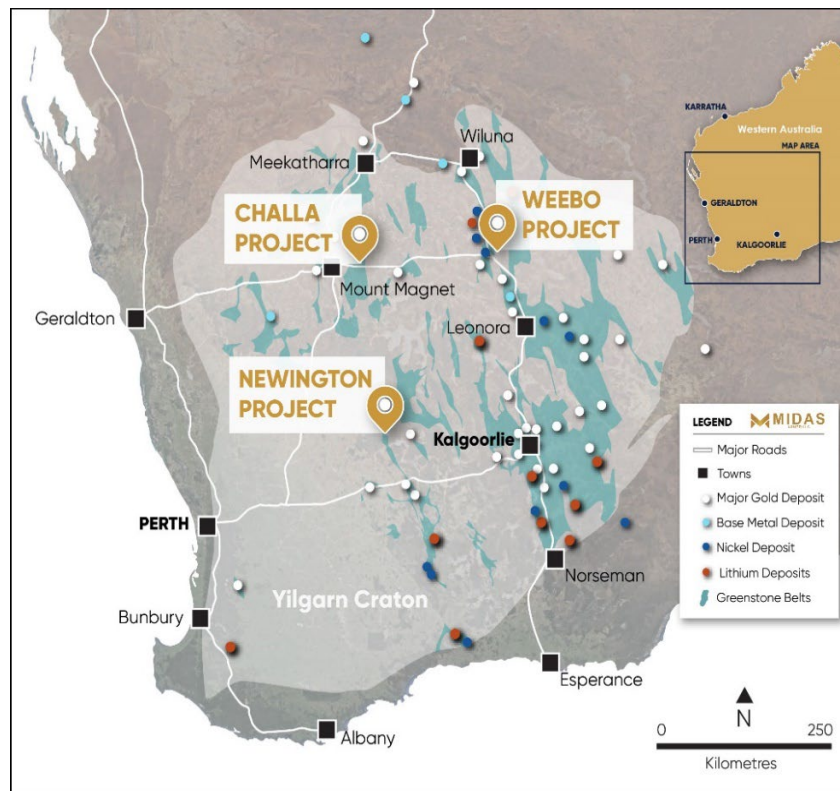 KARRATHA
Western Australia
MAP AREA
GERALDTON
PERTH
KALGOORLIE
Wiluna
Meekatharra
WEEBO
PROJECT
CHALLA
PROJECT
Mount Magnet
Geraldton
Leonora
NEWINGTON
PROJECT
Kalgoorlie
LEGEND
MIDAS
Major Roads
Towns
Major Gold Deposit
Base Metal Deposit
Nickel Deposit
Lithium Deposits
Greenstone Belts
PERTH
Norseman
Yilgarn Craton
Bunbury
Esperance
Albany
N
0
250
Kilometres